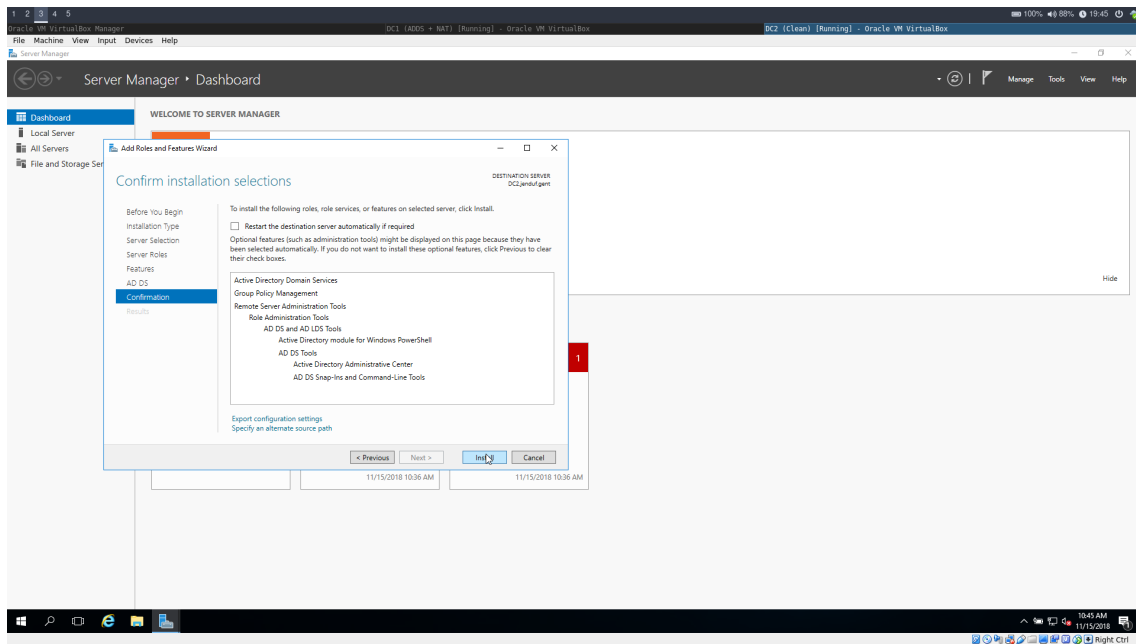 1 2 3 4 5
100% 88% 19:45
Oracle VM VirtualBox Manager
DC1 (ADDS + NAT) [Running] - Oracle VM VirtualBox
DC2 (Clean) [Running] - Oracle VM VirtualBox
File Machine View Input Devices Help
Server Manager
Server Manager • Dashboard
Manage Tools View Help
Dashboard
Local Server
All Servers
File and Storage Ser
WELCOME TO SERVER MANAGER
Add Roles and Features Wizard
Confirm installation selections
DESTINATION SERVER
DC2.jenduf.gent
Before You Begin
Installation Type
Server Selection
Server Roles
Features
AD DS
Confirmation
Results
To install the following roles, role services, or features on selected server, click Install.
Restart the destination server automatically if required
Optional features (such as administration tools) might be displayed on this page because they have
been selected automatically. If you do not want to install these optional features, click Previous to clear
their check boxes.
Active Directory Domain Services
Group Policy Management
Remote Server Administration Tools
Role Administration Tools
AD DS and AD LDS Tools
Active Directory module for Windows PowerShell
AD DS Tools
Active Directory Administrative Center
AD DS Snap-Ins and Command-Line Tools
Export configuration settings
Specify an alternate source path
< Previous Next > Install Cancel
Hide
1
11/15/2018 10:36 AM
11/15/2018 10:36 AM
10:45 AM
11/15/2018
Right Ctrl